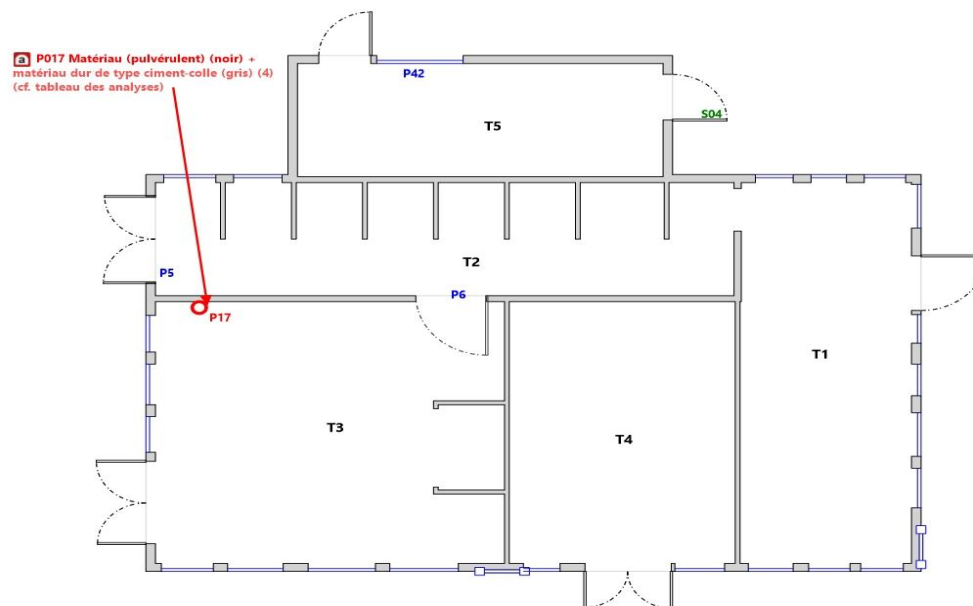 a P017 Matériau (pulvérulent) (noir) +
matériau dur de type ciment-colle (gris) (4)
(cf. tableau des analyses)
P42
S04
T5
T2
P5
P6
P17
T1
T3
T4